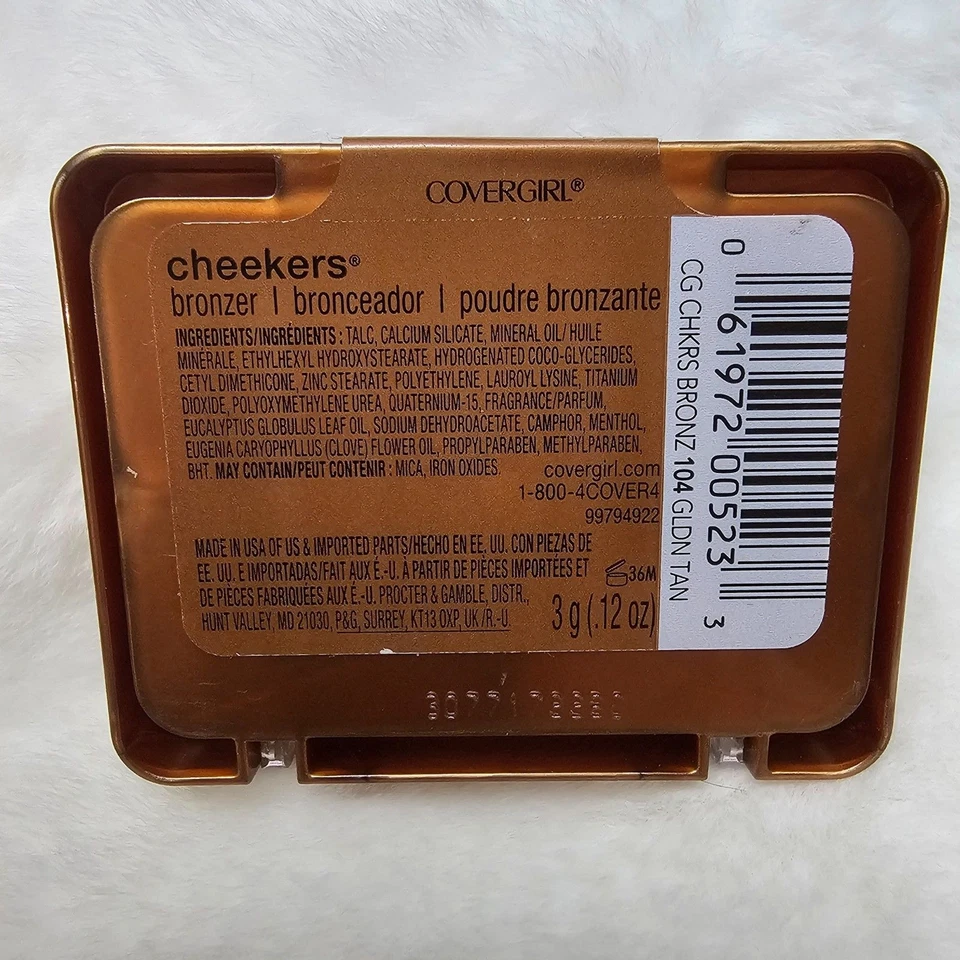 COVERGIRL®
cheekers®
bronzer | bronceador | poudre bronzante
INGREDIENTS/INGRÉDIENTS : TALC, CALCIUM SILICATE, MINERAL OIL/ HUILE
MINÉRALE, ETHYLHEXYL HYDROXYSTEARATE, HYDROGENATED COCO-GLYCERIDES,
CETYL DIMETHICONE, ZINC STEARATE, POLYETHYLENE, LAUROYL LYSINE, TITANIUM
DIOXIDE, POLYOXYMETHYLENE UREA, QUATERNIUM-15, FRAGRANCE/PARFUM,
EUCALYPTUS GLOBULUS LEAF OIL, SODIUM DEHYDROACETATE, CAMPHOR, MENTHOL,
EUGENIA CARYOPHYLLUS (CLOVE) FLOWER OIL, PROPYLPARABEN, METHYLPARABEN,
BHT. MAY CONTAIN/PEUT CONTENIR : MICA, IRON OXIDES.
covergirl.com
1-800-4COVER4
99794922
MADE IN USA OF US & IMPORTED PARTS/HECHO EN EE. UU. CON PIEZAS DE
EE. UU. E IMPORTADAS/FAIT AUX É.-U. À PARTIR DE PIÈCES IMPORTÉES ET
DE PIÈCES FABRIQUÉES AUX É.-U. PROCTER & GAMBLE, DISTR.,
HUNT VALLEY, MD 21030, P&G, SURREY, KT13 0XP, UK /R.-U.
36M
3 g (.12 oz)
CG CHKRS BRONZ 104 GLDN TAN
0 61972 00523 3